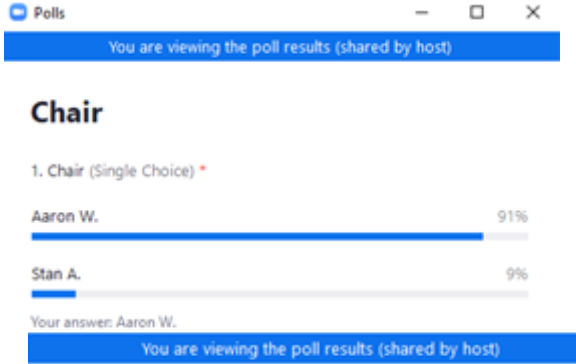 Polls
You are viewing the poll results (shared by host)
Chair
1. Chair (Single Choice) *
Aaron W. 91%
Stan A. 9%
Your answer: Aaron W.
You are viewing the poll results (shared by host)